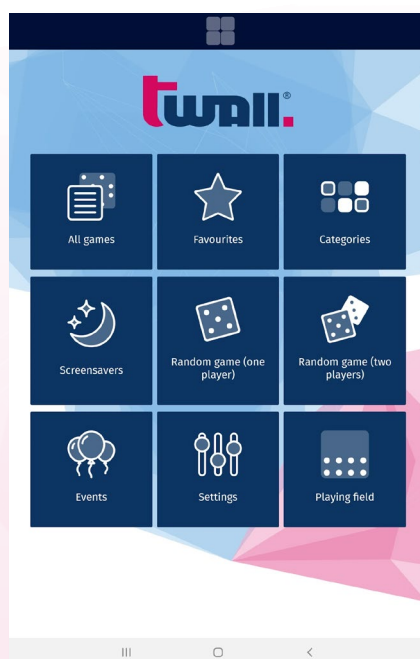 twall.®
All games
Favourites
Categories
Screensavers
Random game (one
player)
Random game (two
players)
Events
Settings
Playing field